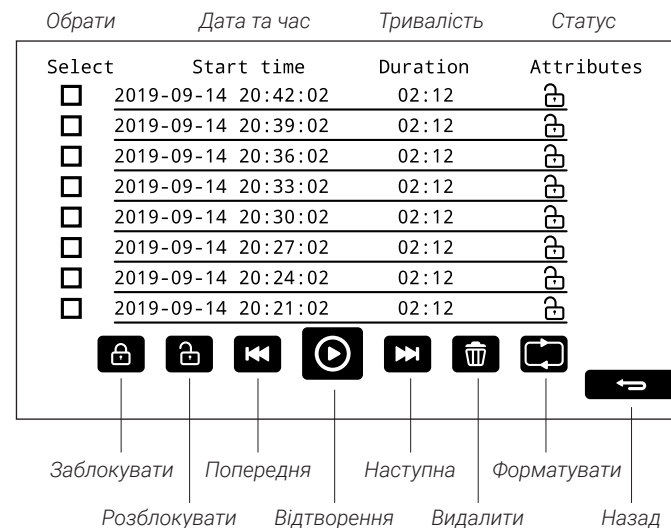 Обрати Дата та час Тривалість Статус
Select Start time Duration Attributes
2019-09-14 20:42:02 02:12
2019-09-14 20:39:02 02:12
2019-09-14 20:36:02 02:12
2019-09-14 20:33:02 02:12
2019-09-14 20:30:02 02:12
2019-09-14 20:27:02 02:12
2019-09-14 20:24:02 02:12
2019-09-14 20:21:02 02:12
Заблокувати Попередня Наступна Форматувати
Розблокувати Відтворення Видалити Назад